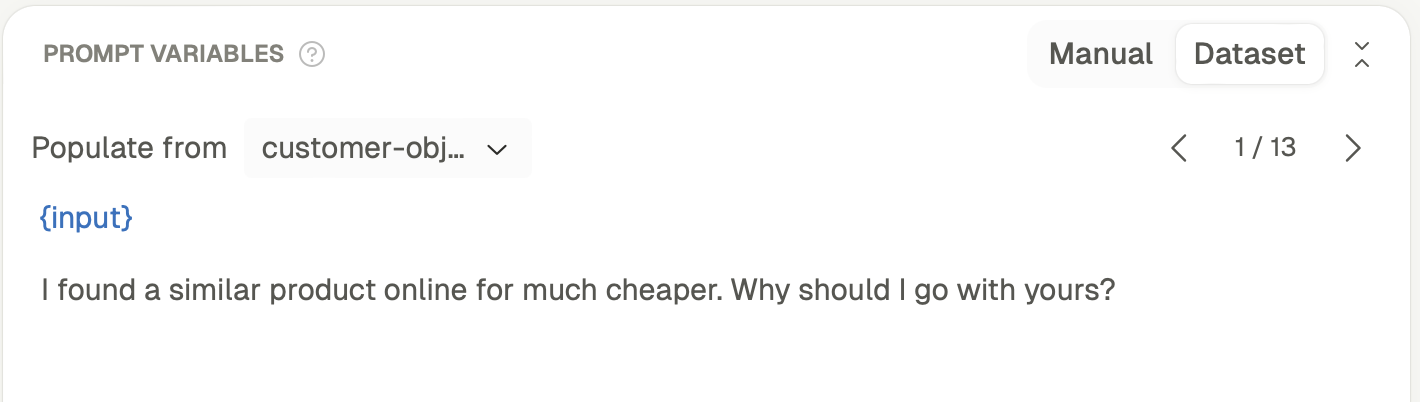 PROMPT VARIABLES ? Manual Dataset
Populate from customer-obj... 1 / 13
{input}
I found a similar product online for much cheaper. Why should I go with yours?